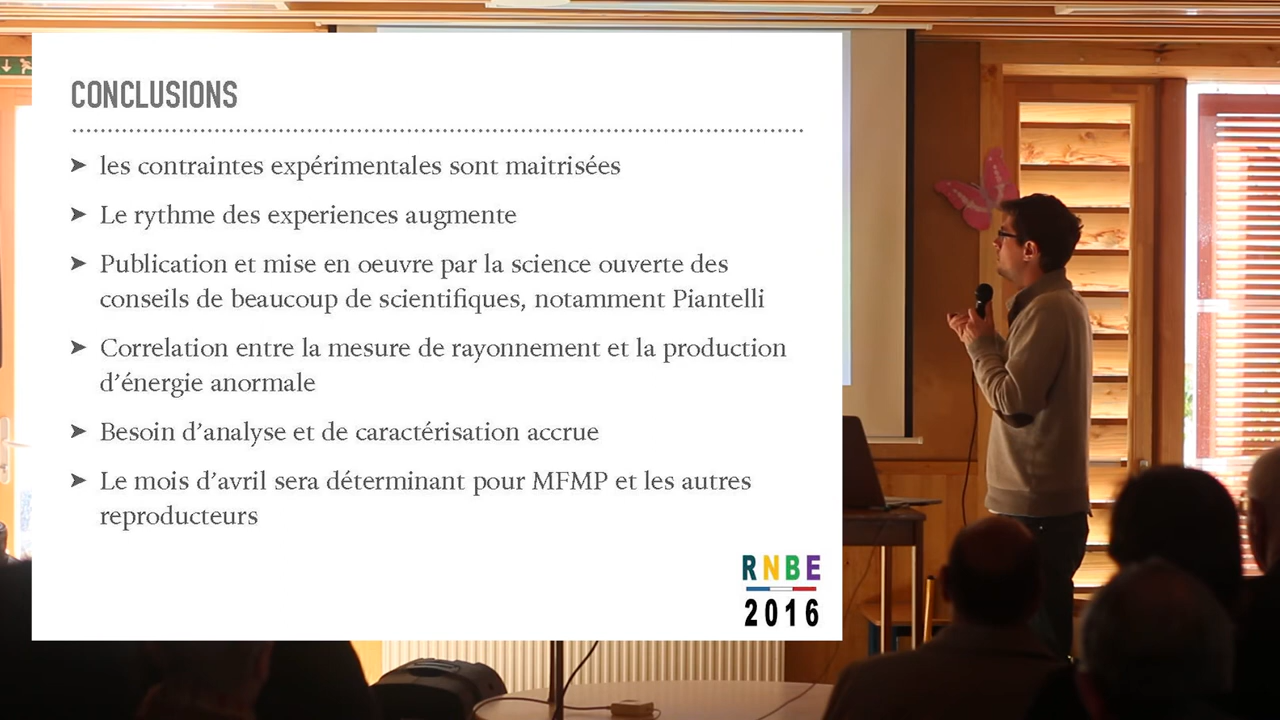 CONCLUSIONS
➤ les contraintes expérimentales sont maitrisées
➤ Le rythme des experiences augmente
➤ Publication et mise en oeuvre par la science ouverte des
conseils de beaucoup de scientifiques, notamment Piantelli
➤ Correlation entre la mesure de rayonnement et la production
d'énergie anormale
➤ Besoin d'analyse et de caractérisation accrue
➤ Le mois d'avril sera déterminant pour MFMP et les autres
reproducteurs
RNBE
2016